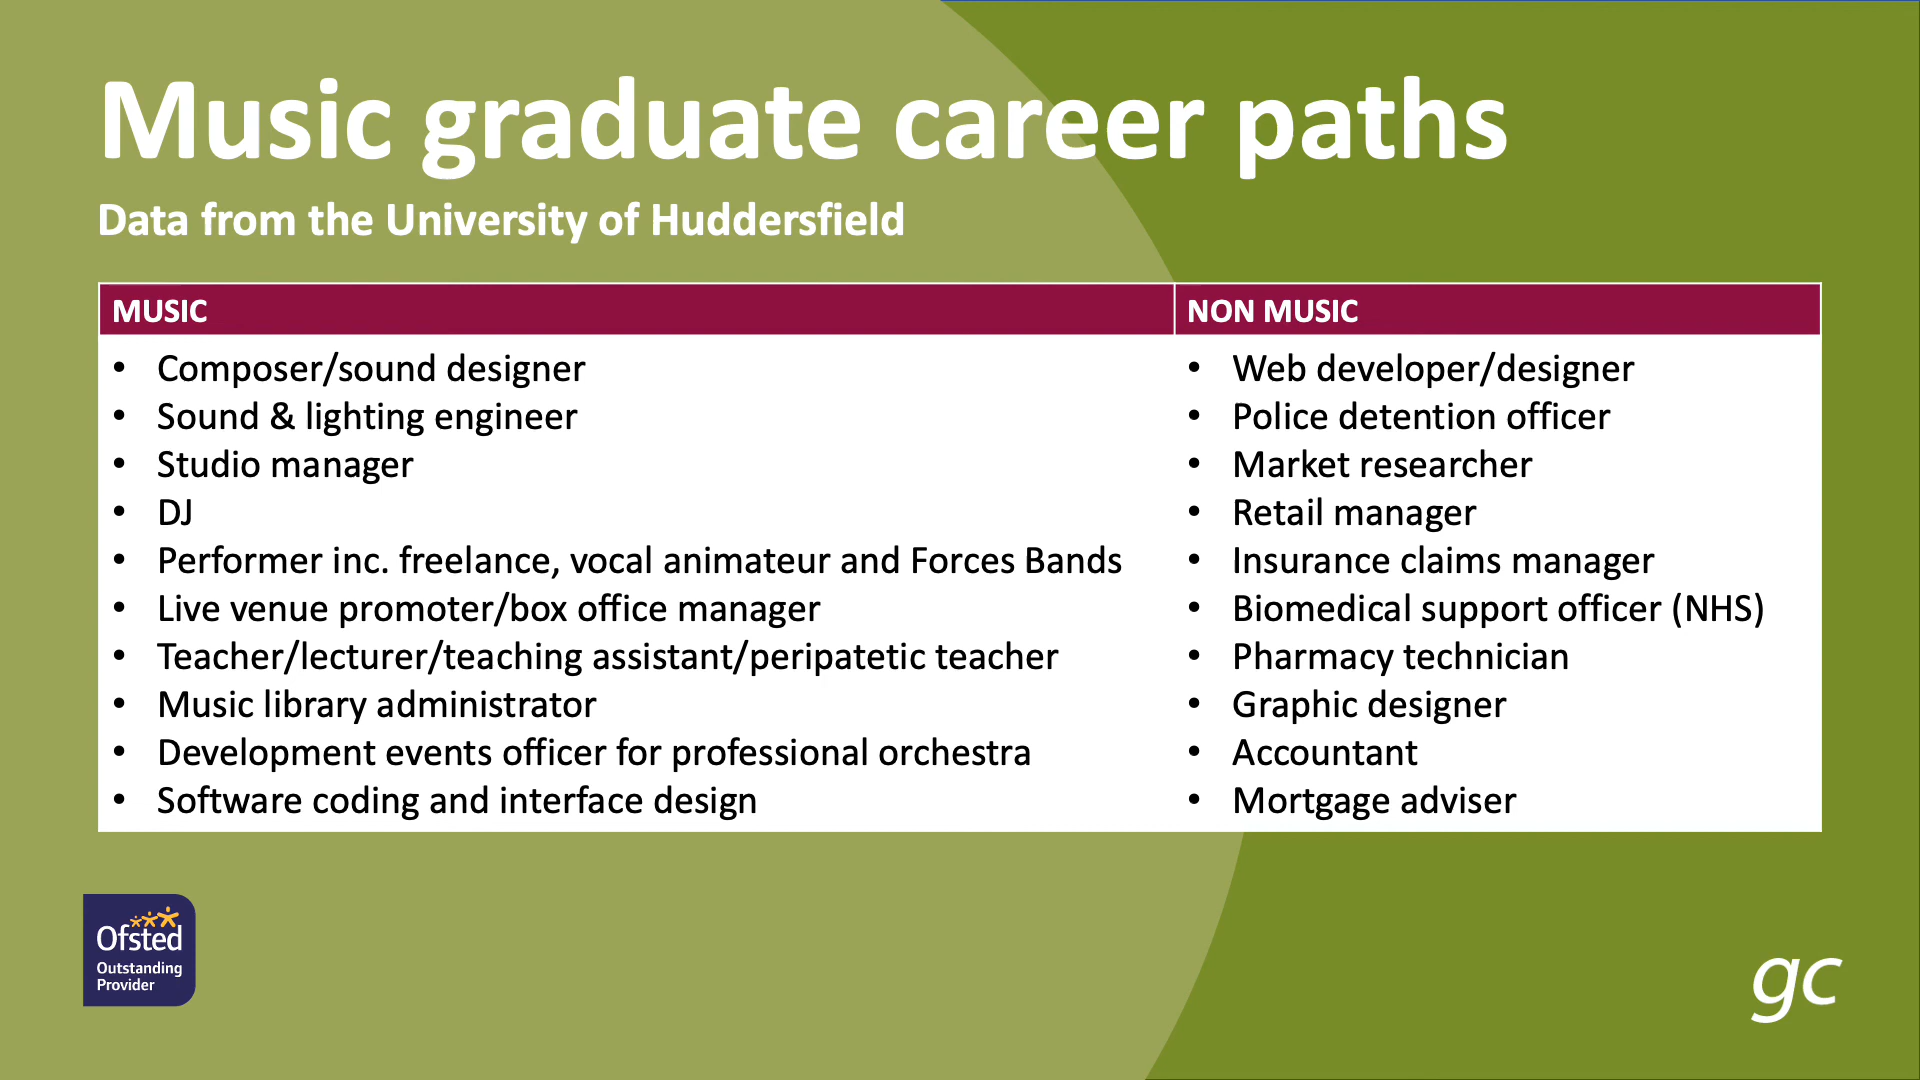 Music graduate career paths
Data from the University of Huddersfield
MUSIC
• Composer/sound designer
• Sound & lighting engineer
• Studio manager
• DJ
• Performer inc. freelance, vocal animateur and Forces Bands
• Live venue promoter/box office manager
• Teacher/lecturer/teaching assistant/peripatetic teacher
• Music library administrator
• Development events officer for professional orchestra
• Software coding and interface design
NON MUSIC
• Web developer/designer
• Police detention officer
• Market researcher
• Retail manager
• Insurance claims manager
• Biomedical support officer (NHS)
• Pharmacy technician
• Graphic designer
• Accountant
• Mortgage adviser
Ofsted
Outstanding
Provider
gc